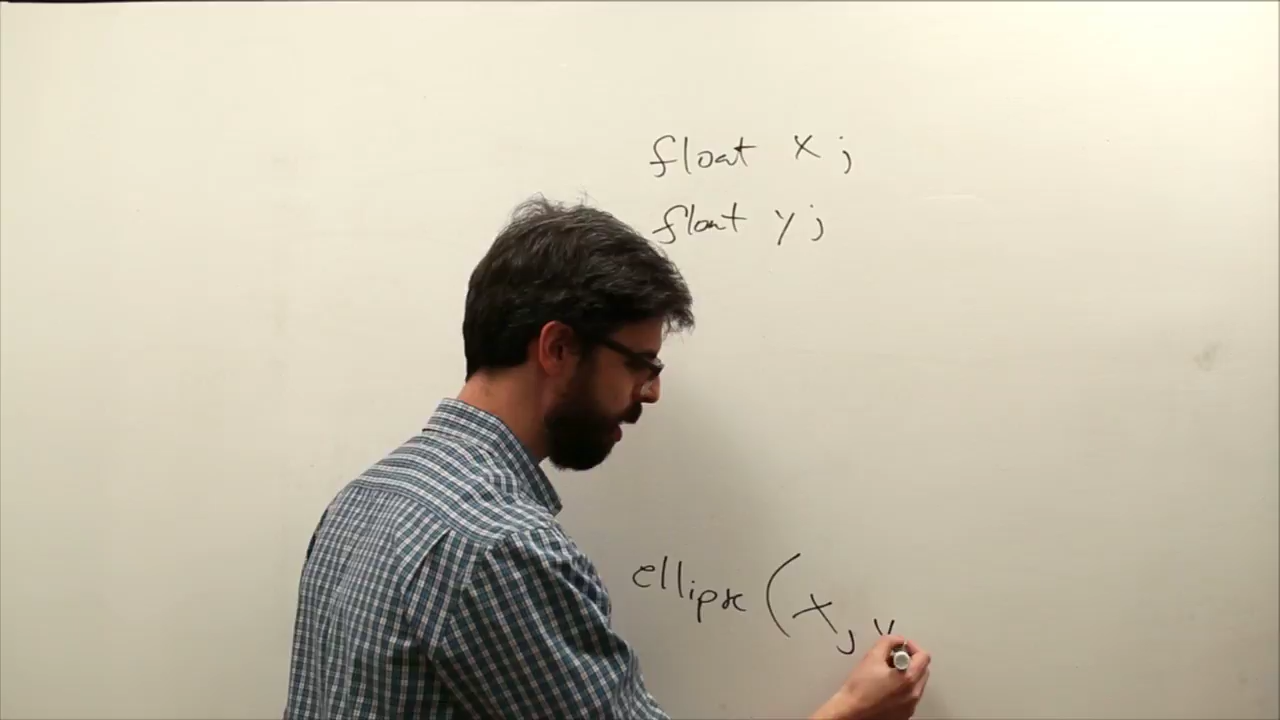 float x;
float y;
ellipse (x, y